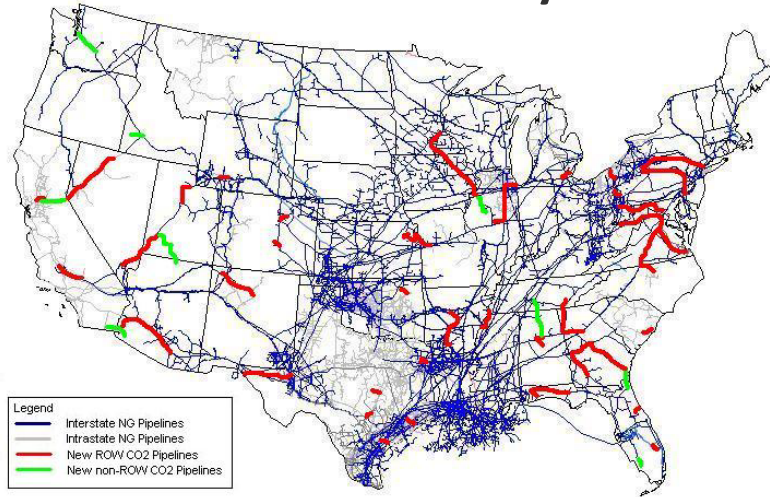 Legend
Interstate NG Pipelines
Intrastate NG Pipelines
New ROW CO2 Pipelines
New non-ROW CO2 Pipelines